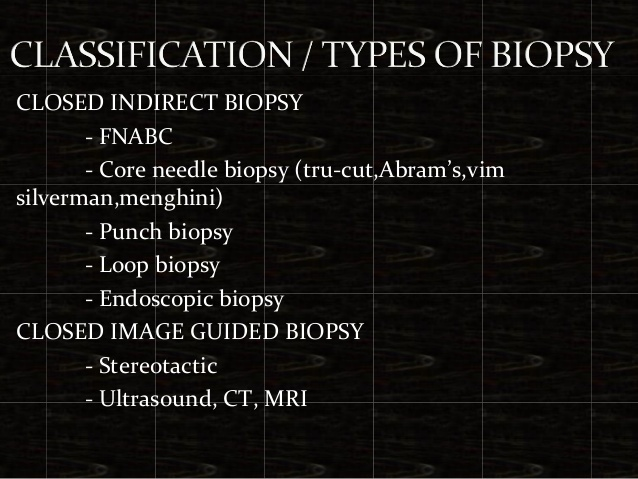 CLASSIFICATION / TYPES OF BIOPSY
CLOSED INDIRECT BIOPSY
- FNABC
- Core needle biopsy (tru-cut,Abram’s,vim
silverman,menghini)
- Punch biopsy
- Loop biopsy
- Endoscopic biopsy
CLOSED IMAGE GUIDED BIOPSY
- Stereotactic
- Ultrasound, CT, MRI